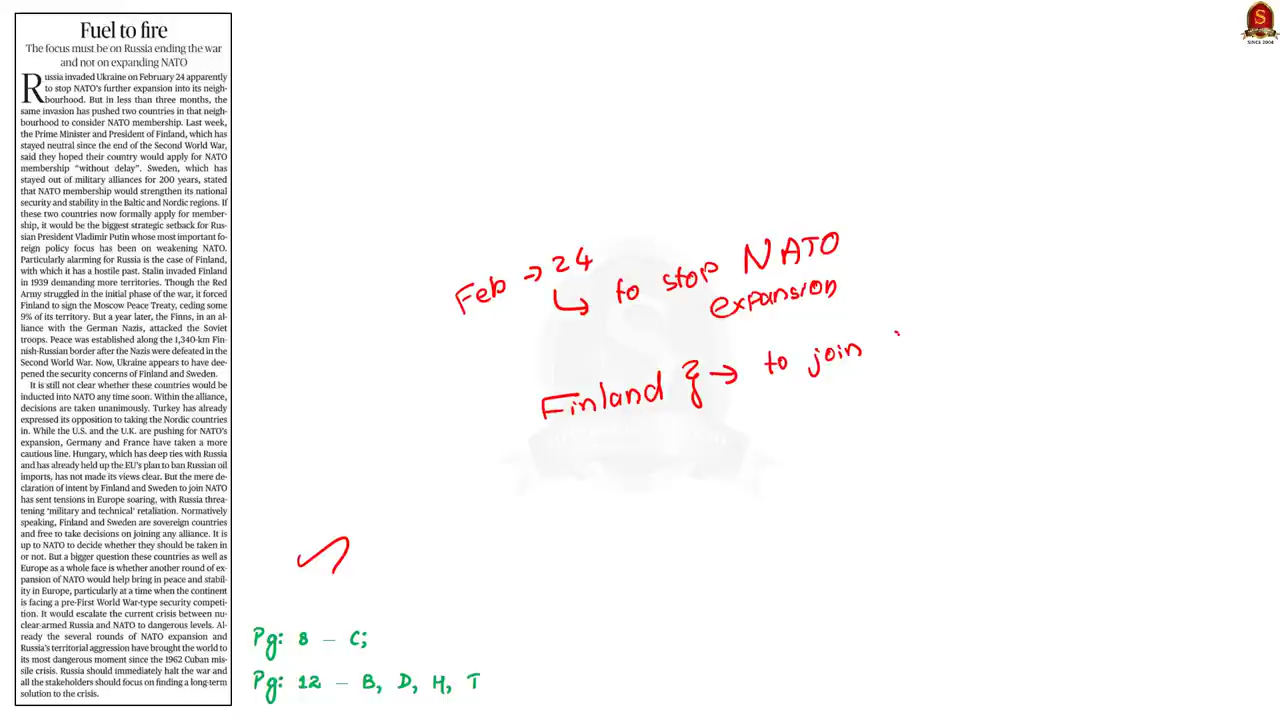 Fuel to fire
The focus must be on Russia ending the war
and not on expanding NATO
Russia invaded Ukraine on February 24 apparently
to stop NATO's further expansion into its neigh-
bourhood. But in less than three months, the
same invasion has pushed two countries in that neigh-
bourhood to consider NATO membership. Last week,
the Prime Minister and President of Finland, which has
stayed neutral since the end of the Second World War,
said they hoped their country would apply for NATO
membership "without delay". Sweden, which has
stayed out of military alliances for 200 years, stated
that NATO membership would strengthen its national
security and stability in the Baltic and Nordic regions. If
these two countries now formally apply for member-
ship, it would be the biggest strategic setback for Rus-
sian President Vladimir Putin whose most important fo-
reign policy focus has been on weakening NATO.
Particularly alarming for Russia is the case of Finland,
with which it has a hostile past. Stalin invaded Finland
in 1939 demanding more territories. Though the Red
Army struggled in the initial phase of the war, it forced
Finland to sign the Moscow Peace Treaty, ceding some
9% of its territory. But a year later, the Finns, in an al-
liance with the German Nazis, attacked the Soviet
troops. Peace was established along the 1,340-km Fin-
nish-Russian border after the Nazis were defeated in the
Second World War. Now, Ukraine appears to have dee-
pened the security concerns of Finland and Sweden.
It is still not clear whether these countries would be
inducted into NATO any time soon. Within the alliance,
decisions are taken unanimously. Turkey has already
expressed its opposition to taking the Nordic countries
in. While the U.S. and the U.K. are pushing for NATO's
expansion, Germany and France have taken a more
cautious line. Hungary, which has deep ties with Russia
and has already held up the EU's plan to ban Russian oil
imports, has not made its views clear. But the mere de-
claration of intent by Finland and Sweden to join NATO
has sent tensions in Europe soaring, with Russia threa-
tening 'military and technical' retaliation. Normatively
speaking, Finland and Sweden are sovereign countries
and free to take decisions on joining any alliance. It is
up to NATO to decide whether they should be taken in
or not. But a bigger question these countries as well as
Europe as a whole face is whether another round of ex-
pansion of NATO would help bring in peace and stabil-
ity in Europe, particularly at a time when the continent
is facing a pre-First World War-type security competi-
tion. It would escalate the current crisis between nu-
clear-armed Russia and NATO to dangerous levels. Al-
ready the several rounds of NATO expansion and
Russia's territorial aggression have brought the world to
its most dangerous moment since the 1962 Cuban mis-
sile crisis. Russia should immediately halt the war and
all the stakeholders should focus on finding a long-term
solution to the crisis.
Feb → 24
↳ to stop NATO
expansion
Finland } → to join
Pg: 8 – C;
Pg: 12 – B, D, H, T
S
SINCE 2004